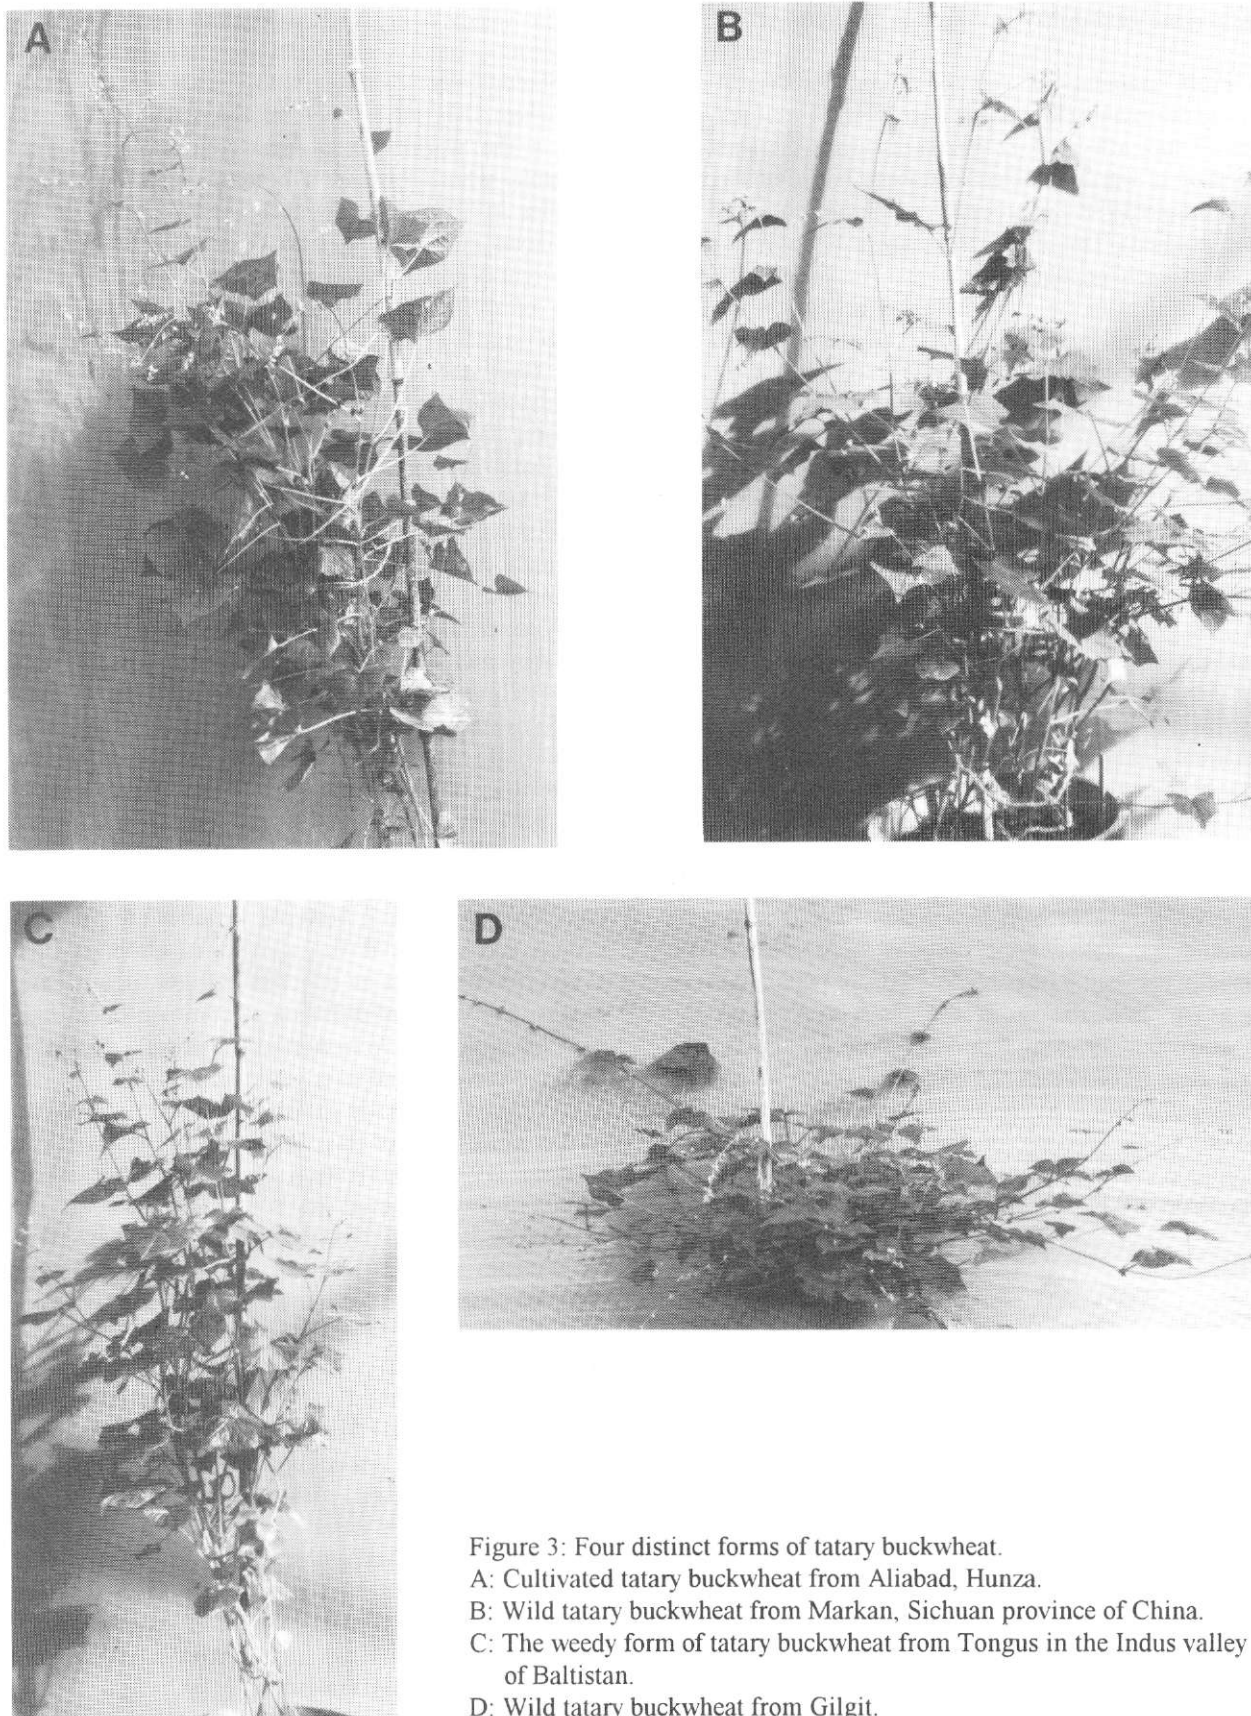 A
B
C
D
Figure 3: Four distinct forms of tatary buckwheat.
A: Cultivated tatary buckwheat from Aliabad, Hunza.
B: Wild tatary buckwheat from Markan, Sichuan province of China.
C: The weedy form of tatary buckwheat from Tongus in the Indus valley
of Baltistan.
D: Wild tatary buckwheat from Gilgit.